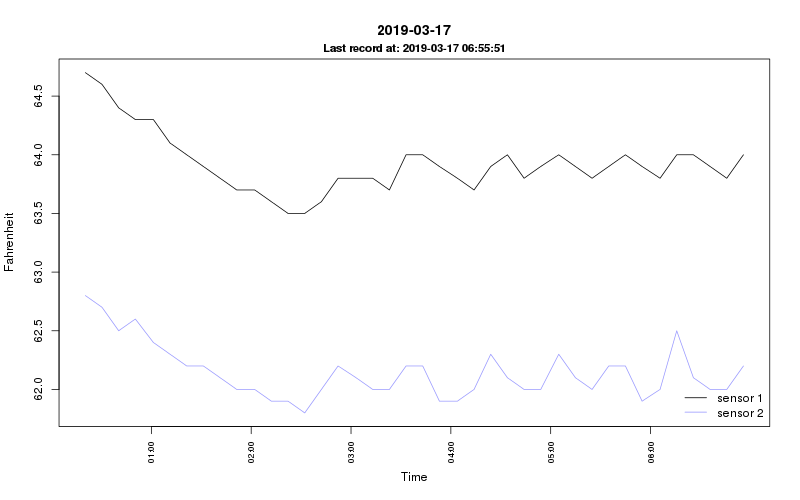 2019-03-17
Last record at: 2019-03-17 06:55:51
Fahrenheit
64.5
64.0
63.5
63.0
62.5
62.0
sensor 1
sensor 2
01:00 02:00 03:00 04:00 05:00 06:00
Time